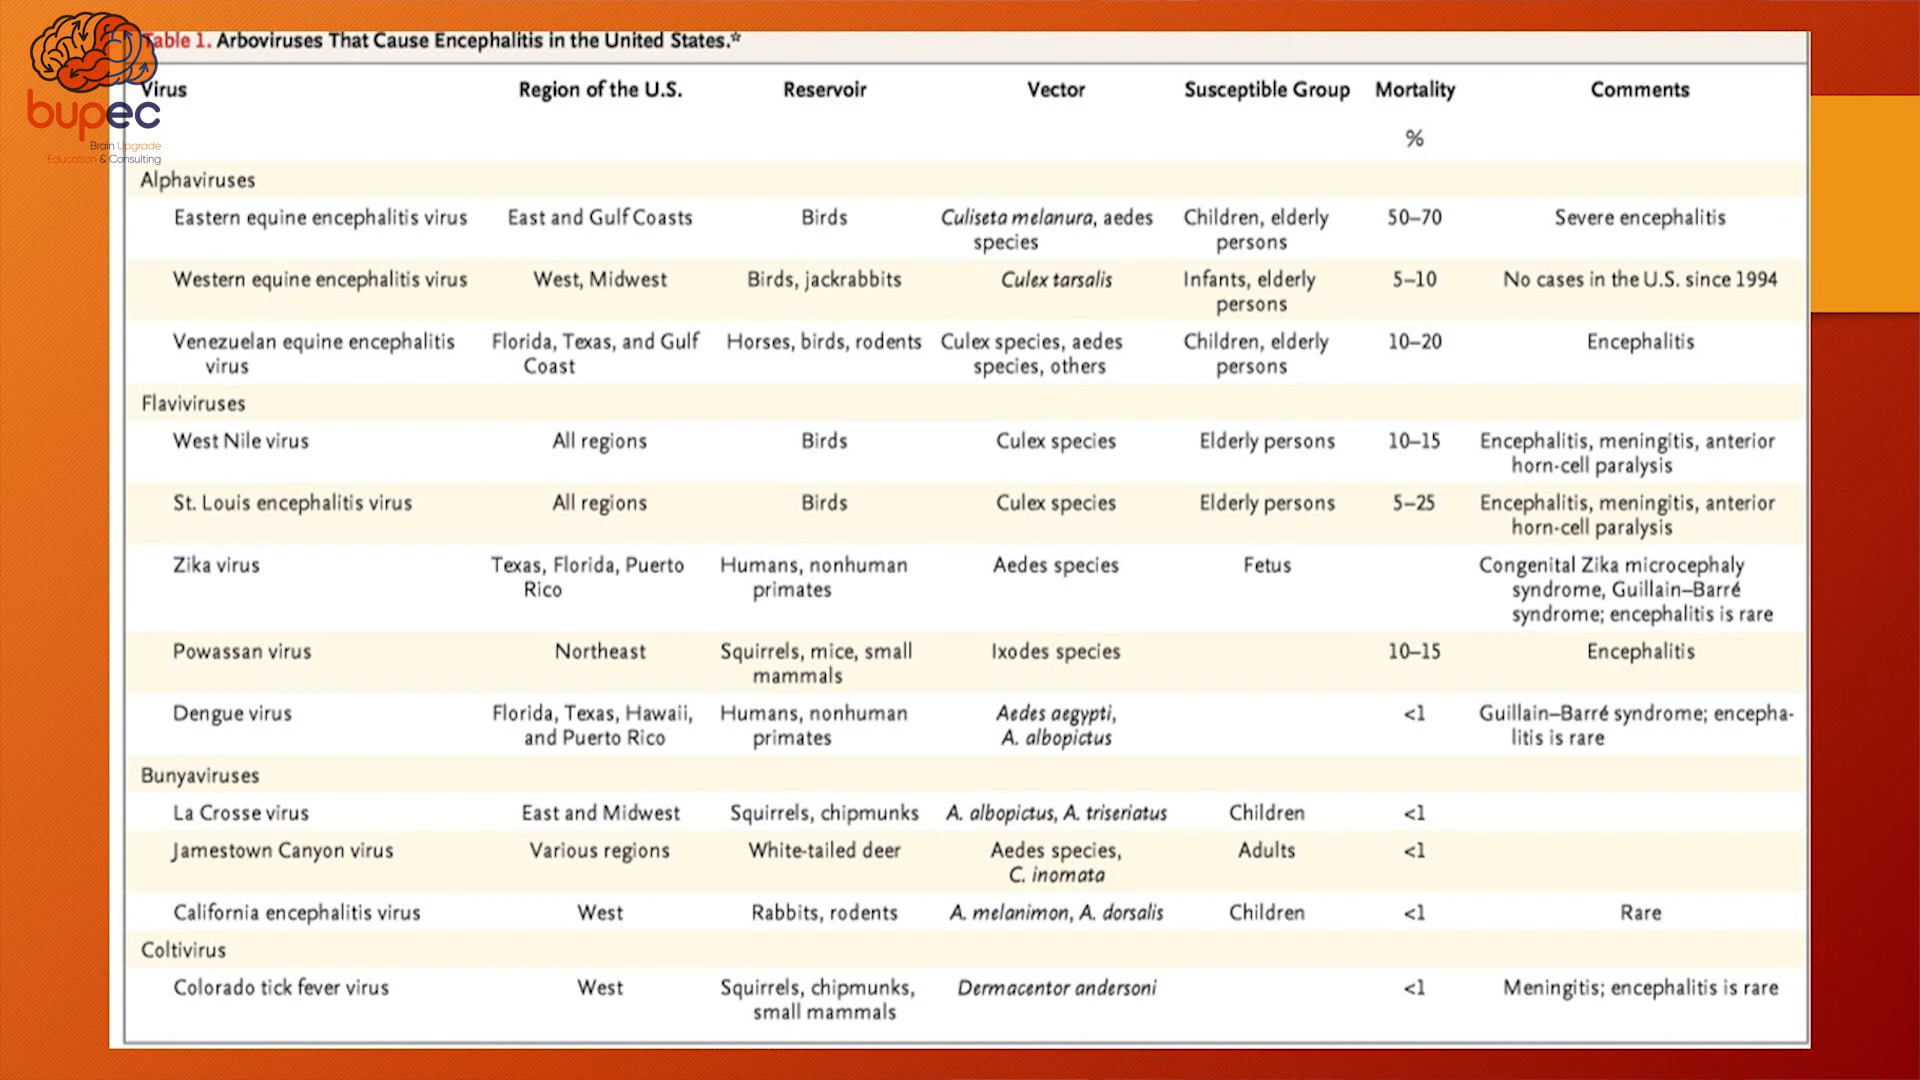 Table 1. Arboviruses That Cause Encephalitis in the United States.*
bupec
Brain Upgrade
Education & Consulting
Virus Region of the U.S. Reservoir Vector Susceptible Group Mortality Comments
%
Alphaviruses
Eastern equine encephalitis virus East and Gulf Coasts Birds Culiseta melanura, aedes Children, elderly 50–70 Severe encephalitis
species persons
Western equine encephalitis virus West, Midwest Birds, jackrabbits Culex tarsalis Infants, elderly 5–10 No cases in the U.S. since 1994
persons
Venezuelan equine encephalitis Florida, Texas, and Gulf Horses, birds, rodents Culex species, aedes Children, elderly 10–20 Encephalitis
virus Coast species, others persons
Flaviviruses
West Nile virus All regions Birds Culex species Elderly persons 10–15 Encephalitis, meningitis, anterior
horn-cell paralysis
St. Louis encephalitis virus All regions Birds Culex species Elderly persons 5–25 Encephalitis, meningitis, anterior
horn-cell paralysis
Zika virus Texas, Florida, Puerto Humans, nonhuman Aedes species Fetus Congenital Zika microcephaly
Rico primates syndrome, Guillain–Barré
syndrome; encephalitis is rare
Powassan virus Northeast Squirrels, mice, small Ixodes species 10–15 Encephalitis
mammals
Dengue virus Florida, Texas, Hawaii, Humans, nonhuman Aedes aegypti, <1 Guillain–Barré syndrome; encepha-
and Puerto Rico primates A. albopictus litis is rare
Bunyaviruses
La Crosse virus East and Midwest Squirrels, chipmunks A. albopictus, A. triseriatus Children <1
Jamestown Canyon virus Various regions White-tailed deer Aedes species, Adults <1
C. inornata
California encephalitis virus West Rabbits, rodents A. melanimon, A. dorsalis Children <1 Rare
Coltivirus
Colorado tick fever virus West Squirrels, chipmunks, Dermacentor andersoni <1 Meningitis; encephalitis is rare
small mammals